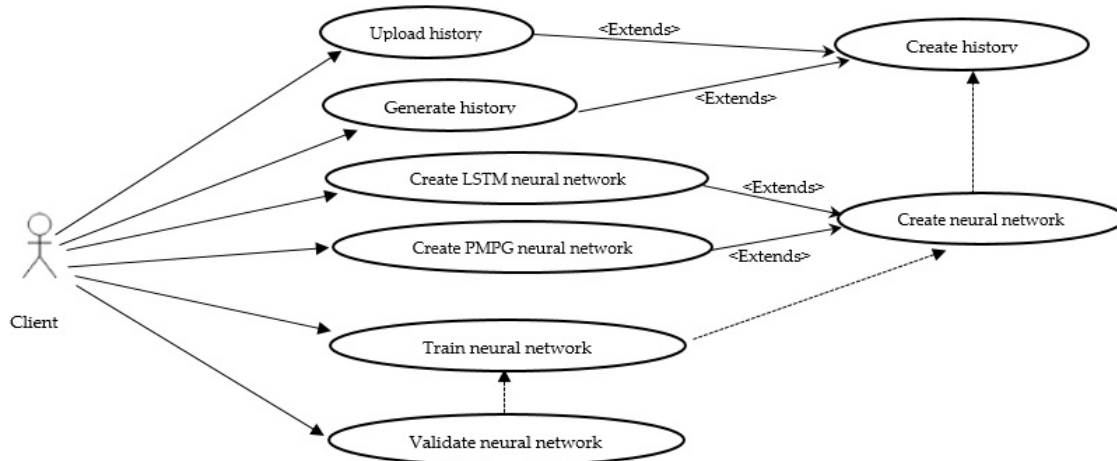 Upload history
<Extends>
Create history
Generate history
<Extends>
Create LSTM neural network
<Extends>
Create neural network
Create PMPG neural network
<Extends>
Client
Train neural network
Validate neural network